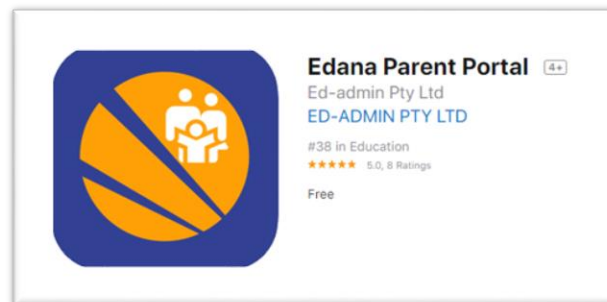 Edana Parent Portal 4+
Ed-admin Pty Ltd
ED-ADMIN PTY LTD
#38 in Education
★★★★★ 5.0, 8 Ratings
Free